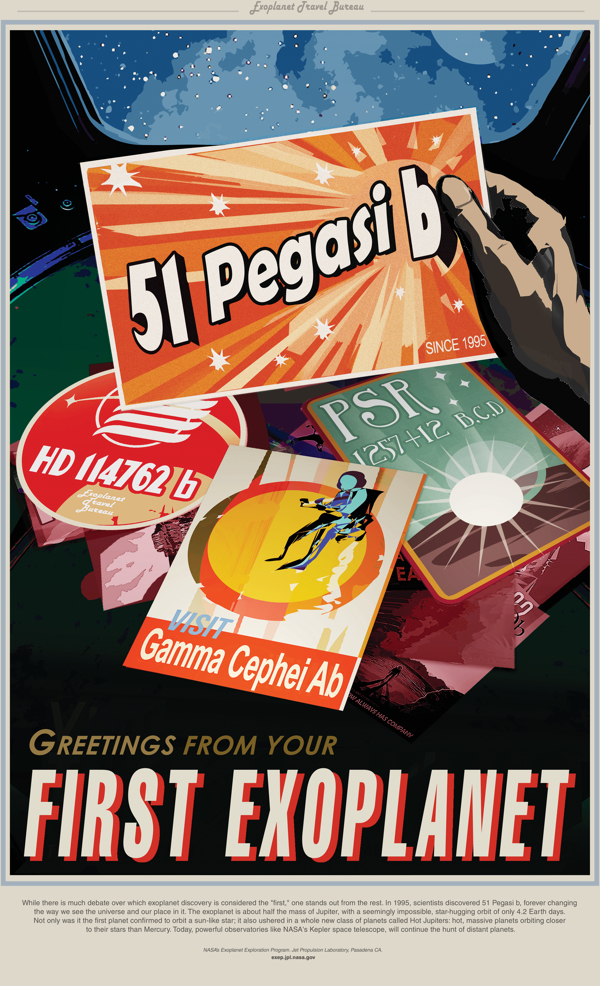 Exoplanet Travel Bureau
51 Pegasi b
SINCE 1995
HD 114762 b
Exoplanet
Travel
Bureau
PSR
1257+12 B,C,D
VISIT
Gamma Cephei Ab
GREETINGS FROM YOUR
FIRST EXOPLANET
While there is much debate over which exoplanet discovery is considered the "first," one stands out from the rest. In 1995, scientists discovered 51 Pegasi b, forever changing
the way we see the universe and our place in it. The exoplanet is about half the mass of Jupiter, with a seemingly impossible, star-hugging orbit of only 4.2 Earth days.
Not only was it the first planet confirmed to orbit a sun-like star; it also ushered in a whole new class of planets called Hot Jupiters: hot, massive planets orbiting closer
to their stars than Mercury. Today, powerful observatories like NASA's Kepler space telescope, will continue the hunt of distant planets.
NASA's Exoplanet Exploration Program, Jet Propulsion Laboratory, Pasadena CA.
exep.jpl.nasa.gov